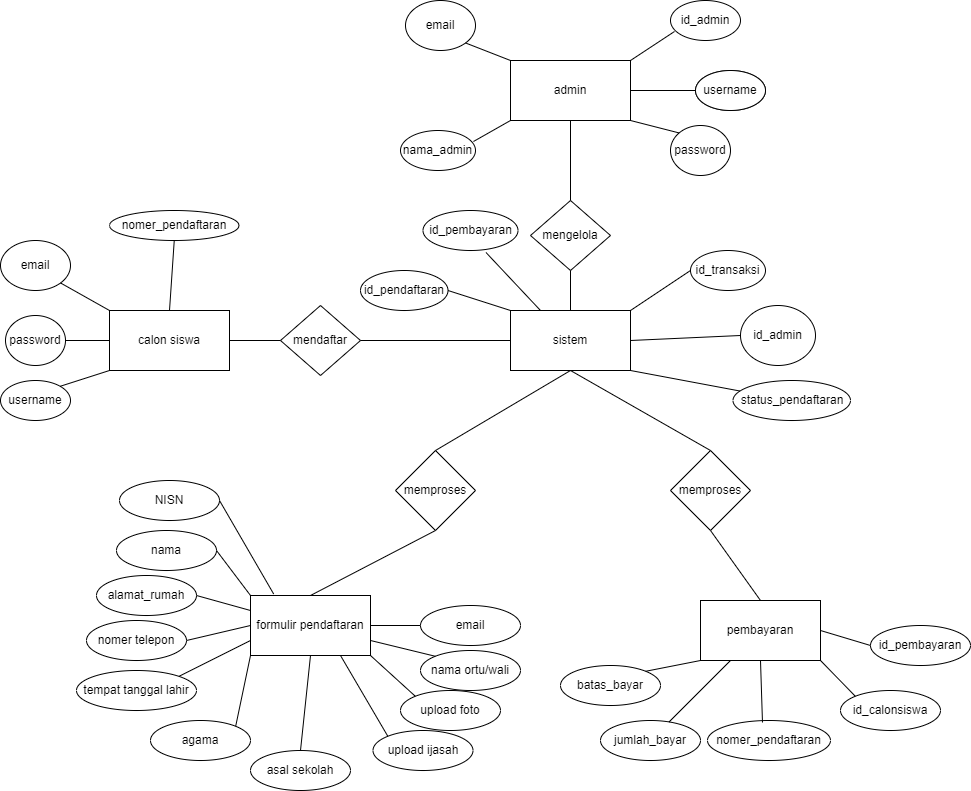 email
id_admin
admin
username
nama_admin
password
nomer_pendaftaran
id_pembayaran
mengelola
email
id_pendaftaran
id_transaksi
password
calon siswa
mendaftar
sistem
id_admin
username
status_pendaftaran
NISN
memproses
memproses
nama
alamat_rumah
formulir pendaftaran
email
pembayaran
nomer telepon
id_pembayaran
nama ortu/wali
tempat tanggal lahir
batas_bayar
upload foto
id_calonsiswa
agama
upload ijasah
jumlah_bayar
nomer_pendaftaran
asal sekolah